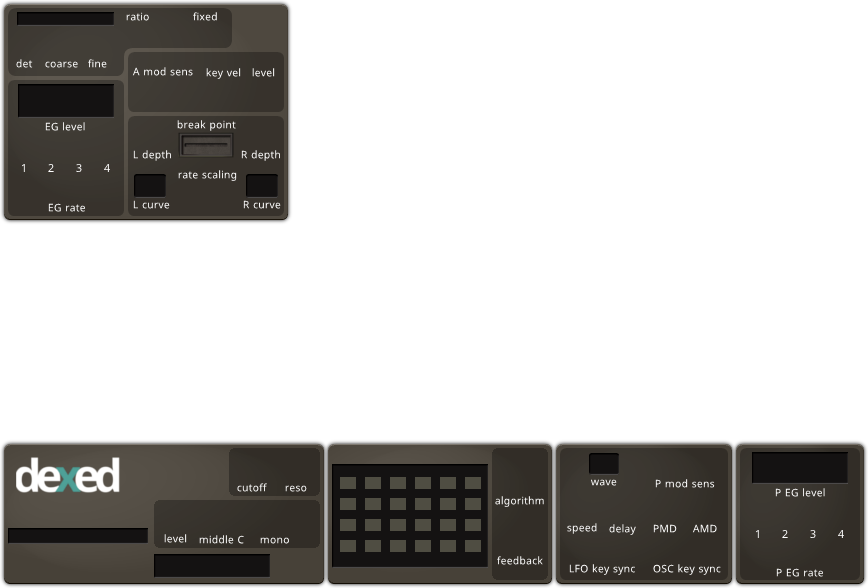 ratio fixed
det coarse fine
A mod sens key vel level
EG level
break point
L depth R depth
1 2 3 4
rate scaling
L curve R curve
EG rate
dexed
cutoff reso
level middle C mono
algorithm
feedback
wave
P mod sens
speed delay PMD AMD
LFO key sync OSC key sync
P EG level
1 2 3 4
P EG rate